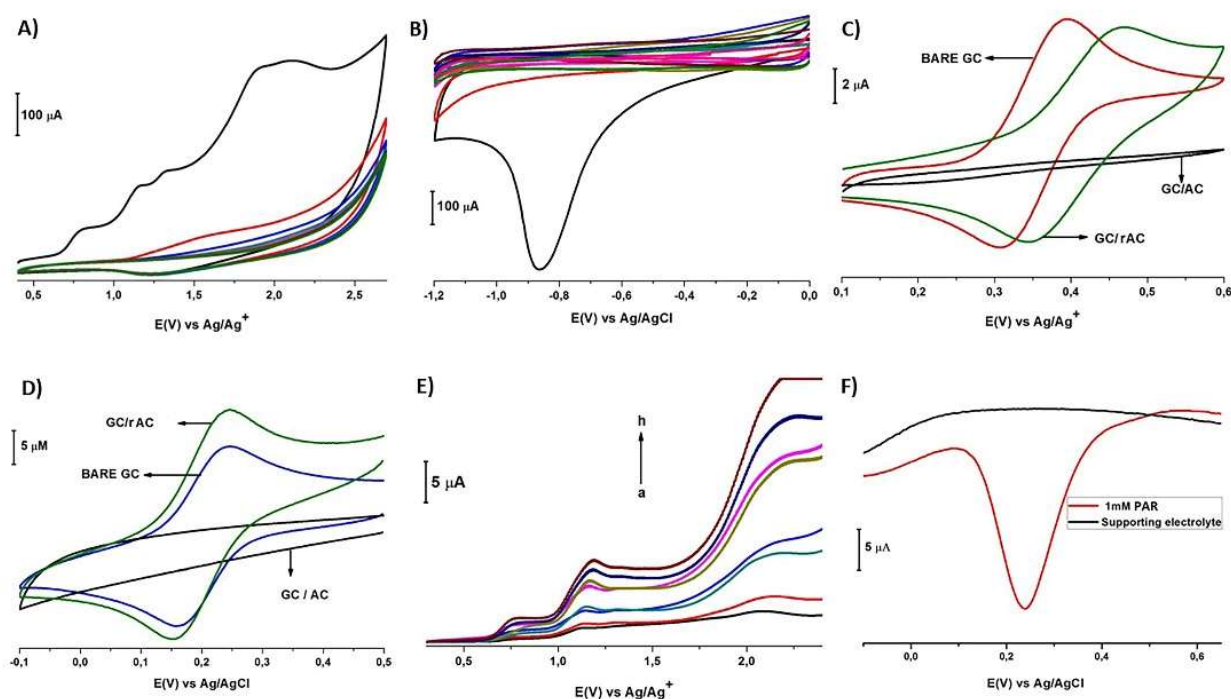 A)
100 µA
0,5 1,0 1,5 2,0 2,5
E(V) vs Ag/Ag+
B)
100 µA
-1,2 -1,0 -0,8 -0,6 -0,4 -0,2 0,0
E(V) vs Ag/AgCl
C)
BARE GC
2 µA
GC/AC
GC/rAC
0,1 0,2 0,3 0,4 0,5 0,6
E(V) vs Ag/Ag+
D)
GC/rAC
5 µM
BARE GC
GC / AC
-0,1 0,0 0,1 0,2 0,3 0,4 0,5
E(V) vs Ag/AgCl
E)
h
5 µA
a
0,5 1,0 1,5 2,0
E(V) vs Ag/Ag+
F)
1mM PAR
Supporting electrolyte
5 µA
0,0 0,2 0,4 0,6
E(V) vs Ag/AgCl